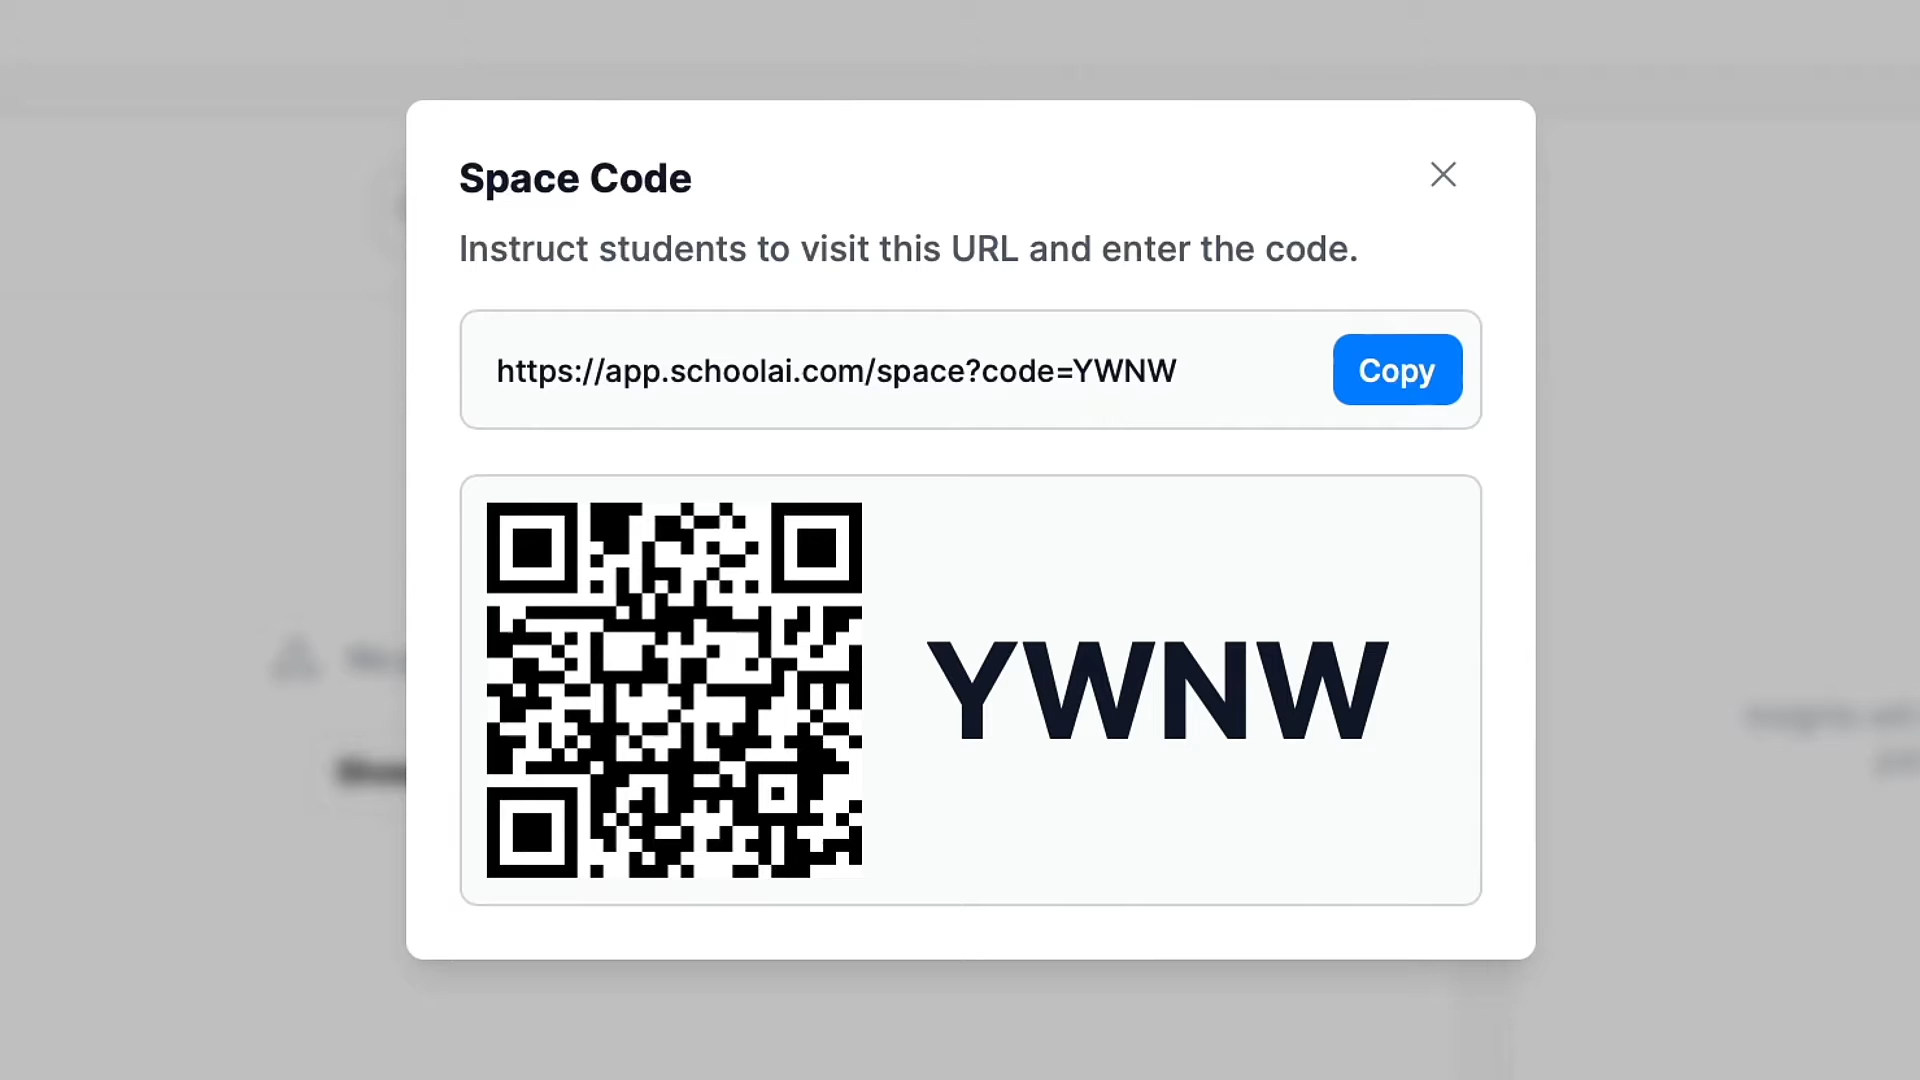 Space Code
Instruct students to visit this URL and enter the code.
https://app.schoolai.com/space?code=YWNW
Copy
YWNW